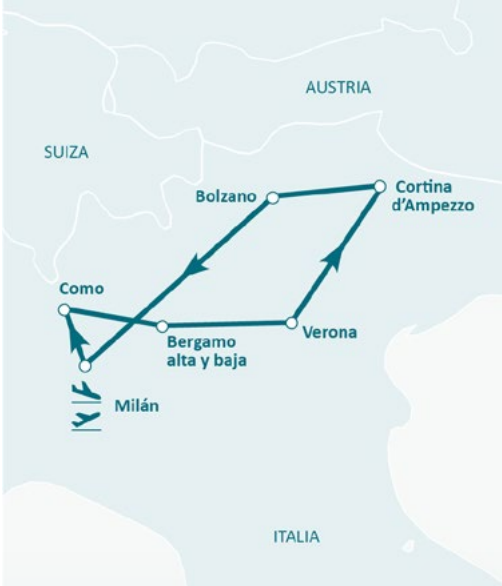 AUSTRIA
SUIZA
Bolzano
Cortina
d’Ampezzo
Como
Verona
Bergamo
alta y baja
Milán
ITALIA